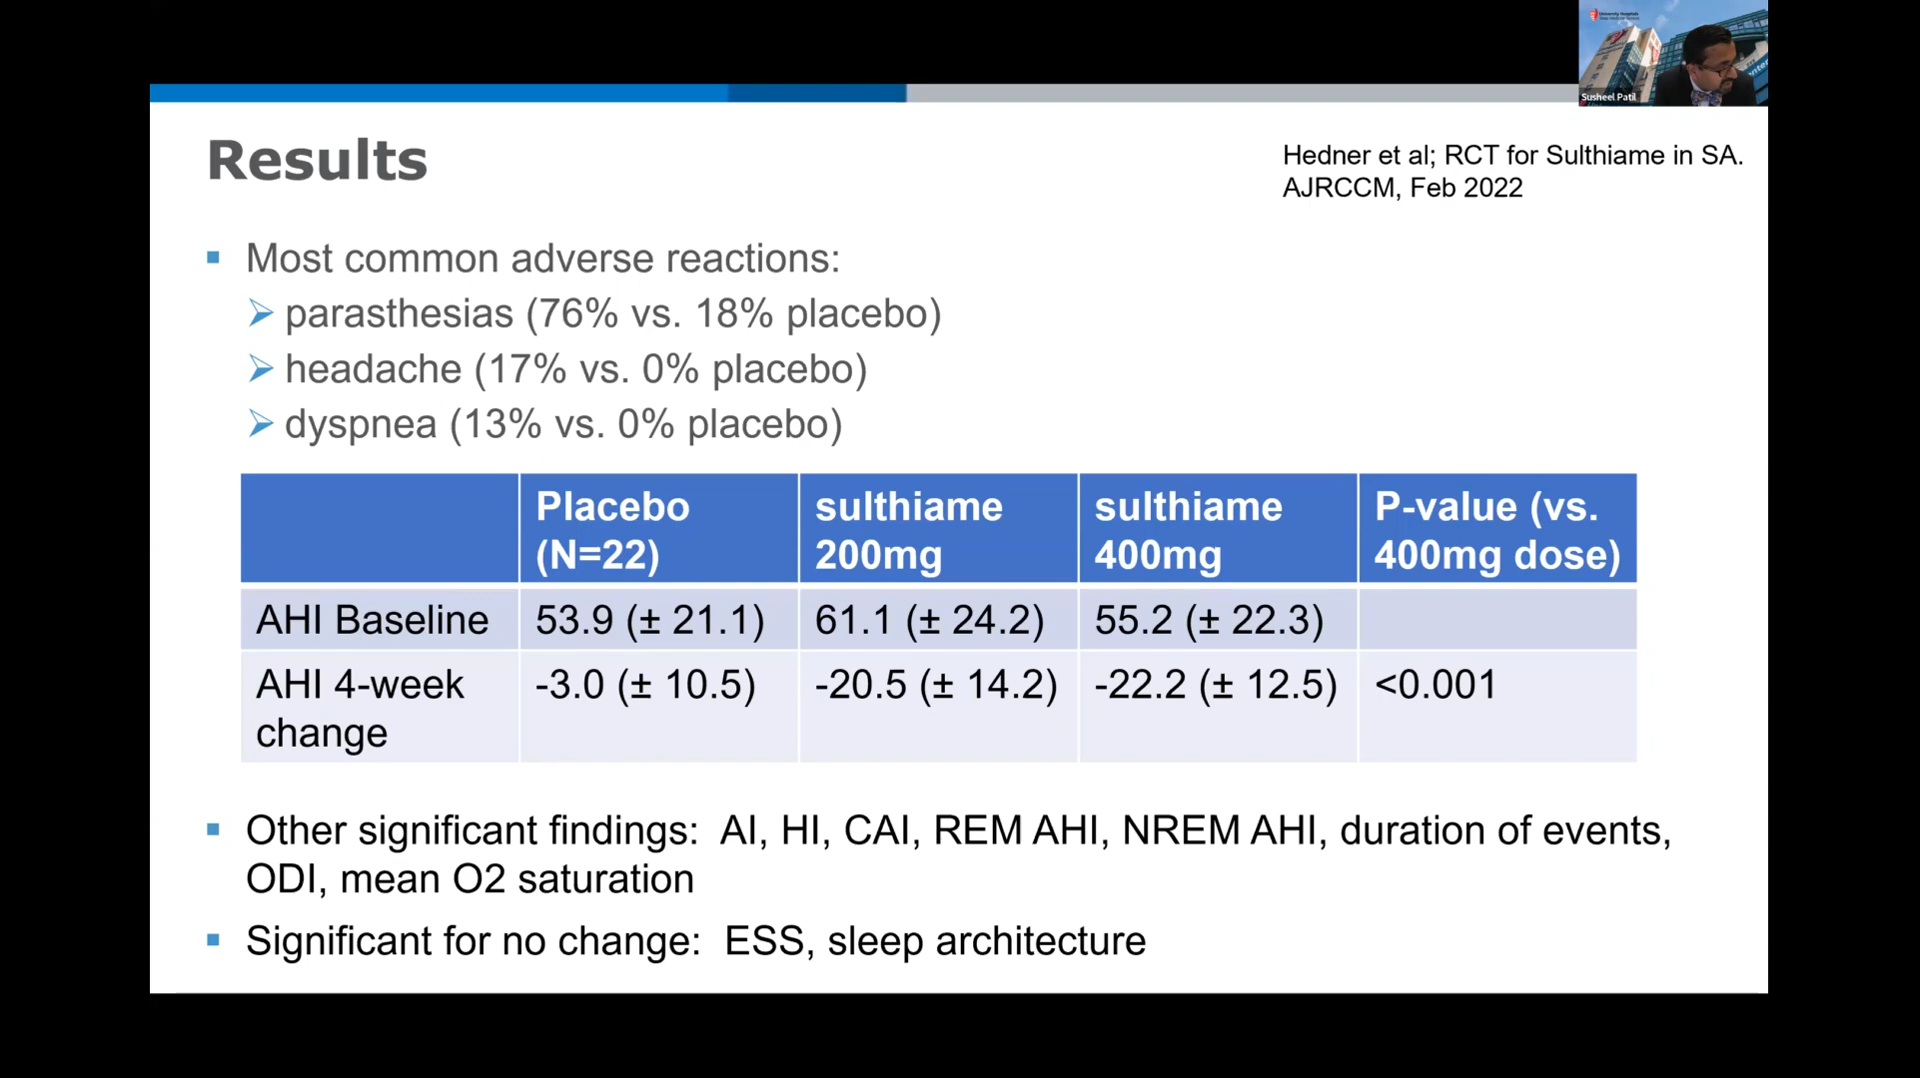 University Hospitals
Susheel Patil
Results
Hedner et al; RCT for Sulthiame in SA.
AJRCCM, Feb 2022
Most common adverse reactions:
parasthesias (76% vs. 18% placebo)
headache (17% vs. 0% placebo)
dyspnea (13% vs. 0% placebo)
Placebo (N=22) sulthiame 200mg sulthiame 400mg P-value (vs. 400mg dose)
AHI Baseline 53.9 (± 21.1) 61.1 (± 24.2) 55.2 (± 22.3)
AHI 4-week change -3.0 (± 10.5) -20.5 (± 14.2) -22.2 (± 12.5) <0.001
Other significant findings: AI, HI, CAI, REM AHI, NREM AHI, duration of events,
ODI, mean O2 saturation
Significant for no change: ESS, sleep architecture